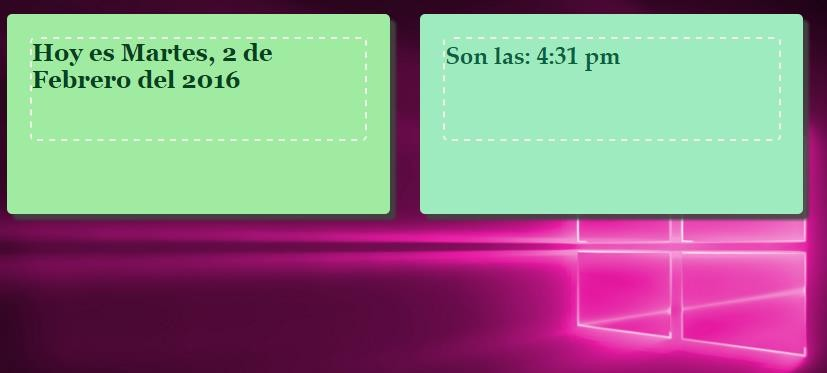 Hoy es Martes, 2 de
Febrero del 2016
Son las: 4:31 pm